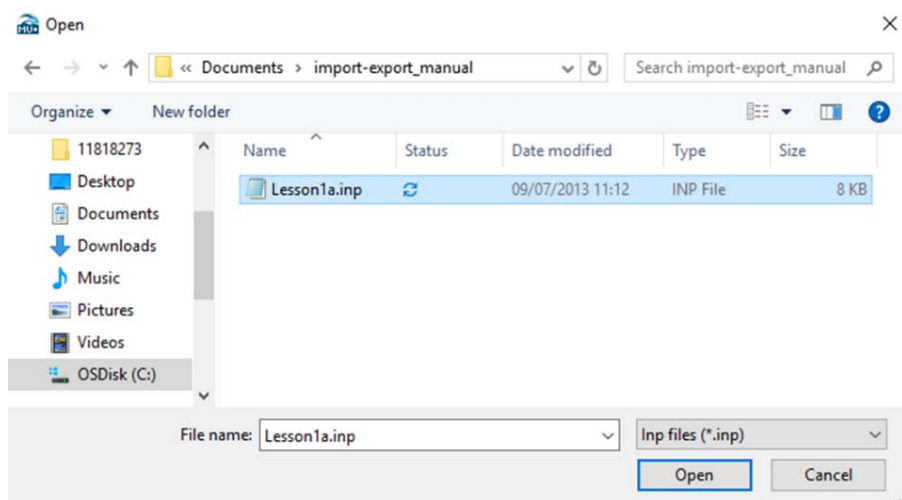 MU+ Open
« Documents > import-export_manual Search import-export_manual
Organize New folder ?
Name Status Date modified Type Size
Lesson1a.inp 09/07/2013 11:12 INP File 8 KB
11818273
Desktop
Documents
Downloads
Music
Pictures
Videos
OSDisk (C:)
File name: Lesson1a.inp Inp files (*.inp)
Open Cancel